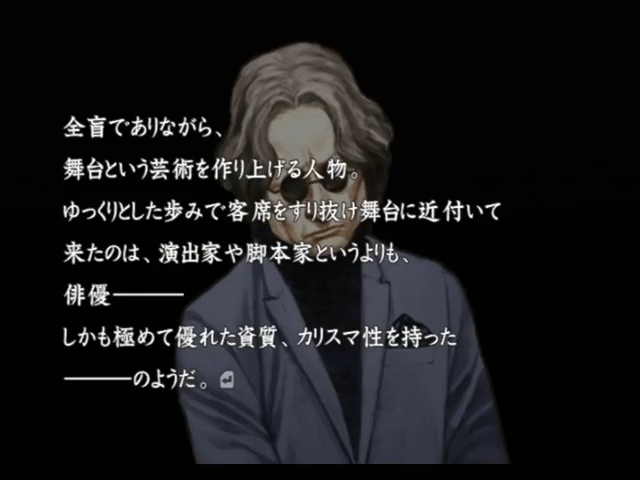 全盲でありながら、
舞台という芸術を作り上げる人物。
ゆっくりとした歩みで客席をすり抜け舞台に近付いて
来たのは、演出家や脚本家というよりも、
俳優――――
しかも極めて優れた資質、カリスマ性を持った
――――のようだ。